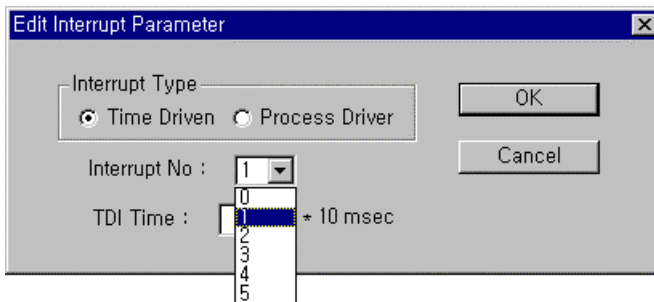 Edit Interrupt Parameter
Interrupt Type
Time Driven Process Driver
OK
Interrupt No : 1
Cancel
0
1
TDI Time : * 10 msec
2
3
4
5